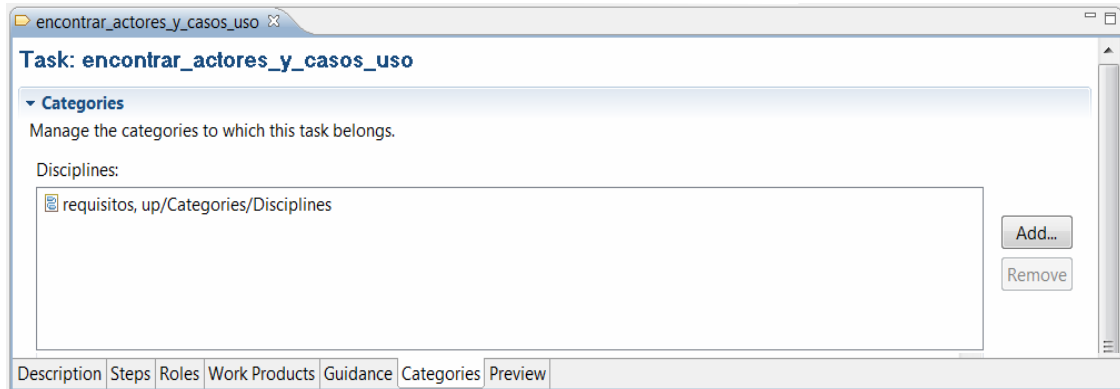 encontrar_actores_y_casos_uso
Task: encontrar_actores_y_casos_uso
Categories
Manage the categories to which this task belongs.
Disciplines:
requisitos, up/Categories/Disciplines
Add...
Remove
Description Steps Roles Work Products Guidance Categories Preview